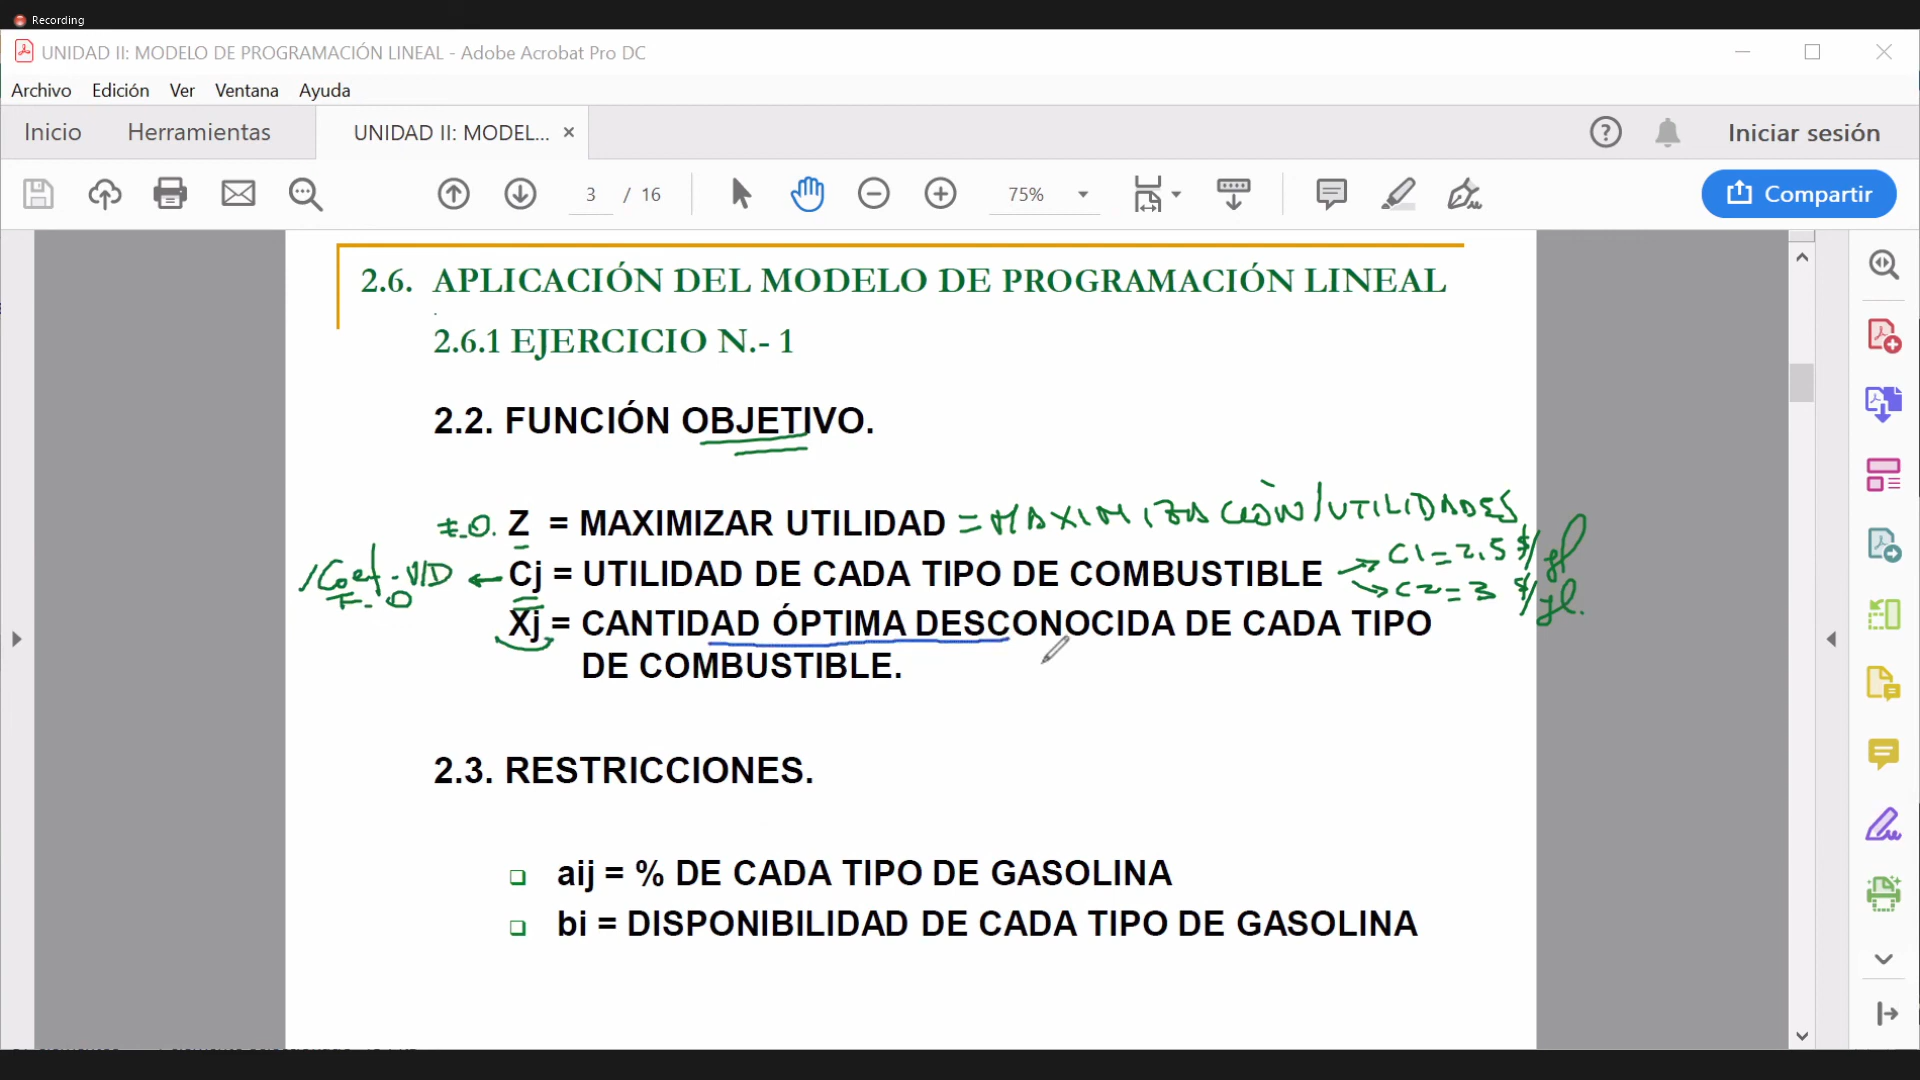 Recording
UNIDAD II: MODELO DE PROGRAMACIÓN LINEAL - Adobe Acrobat Pro DC
Archivo Edición Ver Ventana Ayuda
Inicio Herramientas UNIDAD II: MODEL... × Iniciar sesión
3 / 16 75% Compartir
2.6. APLICACIÓN DEL MODELO DE PROGRAMACIÓN LINEAL
2.6.1 EJERCICIO N.- 1
2.2. FUNCIÓN OBJETIVO.
Z = MAXIMIZAR UTILIDAD = MAXIMIZACIÓN/UTILIDADES
/Coef. V/D ← Cj = UTILIDAD DE CADA TIPO DE COMBUSTIBLE → C1 = 2.5 $/gl
F.O → C2 = 3 $/gl.
Xj = CANTIDAD ÓPTIMA DESCONOCIDA DE CADA TIPO
DE COMBUSTIBLE.
2.3. RESTRICCIONES.
aij = % DE CADA TIPO DE GASOLINA
bi = DISPONIBILIDAD DE CADA TIPO DE GASOLINA